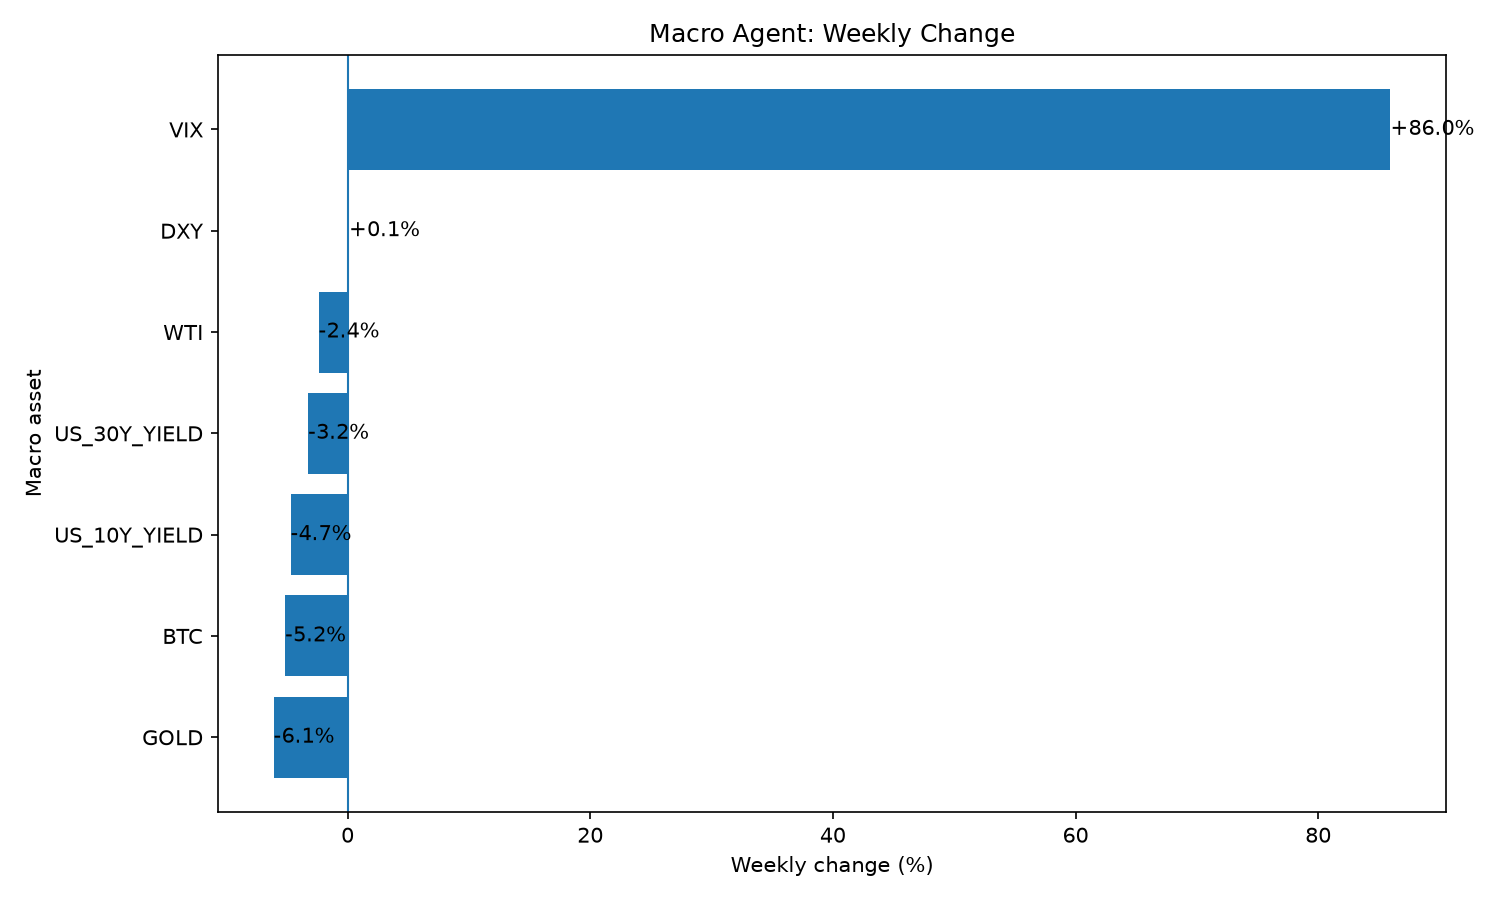 Macro Agent: Weekly Change
VIX
+86.0%
DXY
+0.1%
WTI
-2.4%
US_30Y_YIELD
-3.2%
US_10Y_YIELD
-4.7%
BTC
-5.2%
GOLD
-6.1%
Macro asset
0 20 40 60 80
Weekly change (%)